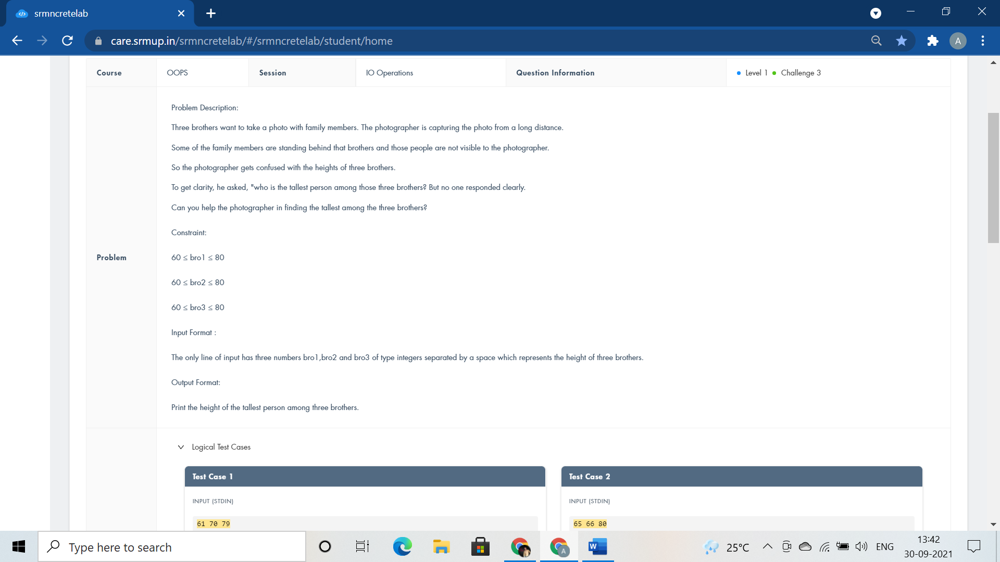 srmncretelab
care.srmup.in/srmncretelab/#/srmncretelab/student/home
A
Course OOPS Session IO Operations Question Information Level 1 Challenge 3
Problem Description:
Three brothers want to take a photo with family members. The photographer is capturing the photo from a long distance.
Some of the family members are standing behind that brothers and those people are not visible to the photographer.
So the photographer gets confused with the heights of three brothers.
To get clarity, he asked, "who is the tallest person among those three brothers? But no one responded clearly.
Can you help the photographer in finding the tallest among the three brothers?
Constraint:
Problem
60 ≤ bro1 ≤ 80
60 ≤ bro2 ≤ 80
60 ≤ bro3 ≤ 80
Input Format :
The only line of input has three numbers bro1,bro2 and bro3 of type integers separated by a space which represents the height of three brothers.
Output Format:
Print the height of the tallest person among three brothers.
Logical Test Cases
Test Case 1
INPUT (STDIN)
61 70 79
Test Case 2
INPUT (STDIN)
65 66 80
Type here to search
A
W
25°C
ENG
13:42
30-09-2021